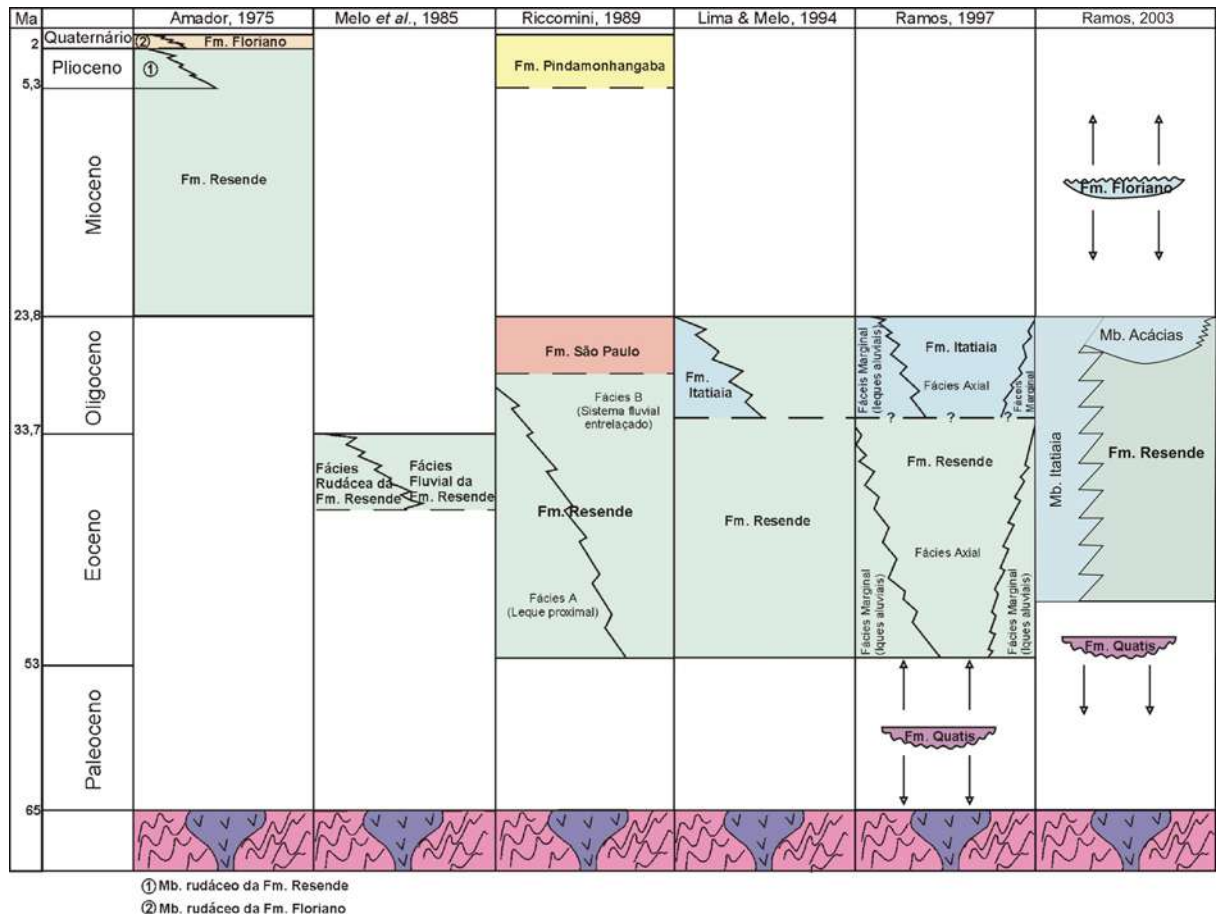 Ma
Amador, 1975
Melo et al., 1985
Riccomini, 1989
Lima & Melo, 1994
Ramos, 1997
Ramos, 2003
Quaternário
2
Plioceno
5,3
Mioceno
23,8
Oligoceno
33,7
Eoceno
53
Paleoceno
65
② Fm. Floriano
①
Fm. Resende
Fácies
Rudácea da
Fm. Resende
Fácies
Fluvial da
Fm. Resende
Fm. Pindamonhangaba
Fm. São Paulo
Fácies B
(Sistema fluvial
entrelaçado)
Fm. Resende
Fácies A
(Leque proximal)
Fm.
Itatiaia
Fm. Resende
Fáceis Marginal
(leques aluviais)
Fm. Itatiaia
Fácies Axial
Fáceis
Marginal
? ? ?
Fm. Resende
Fácies Axial
Fácies Marginal
(lques aluviais)
Fácies Marginal
(lques aluviais)
Fm. Quatis
Fm. Floriano
Mb. Acácias
Mb. Itatiaia
Fm. Resende
Fm. Quatis
① Mb. rudáceo da Fm. Resende
② Mb. rudáceo da Fm. Floriano